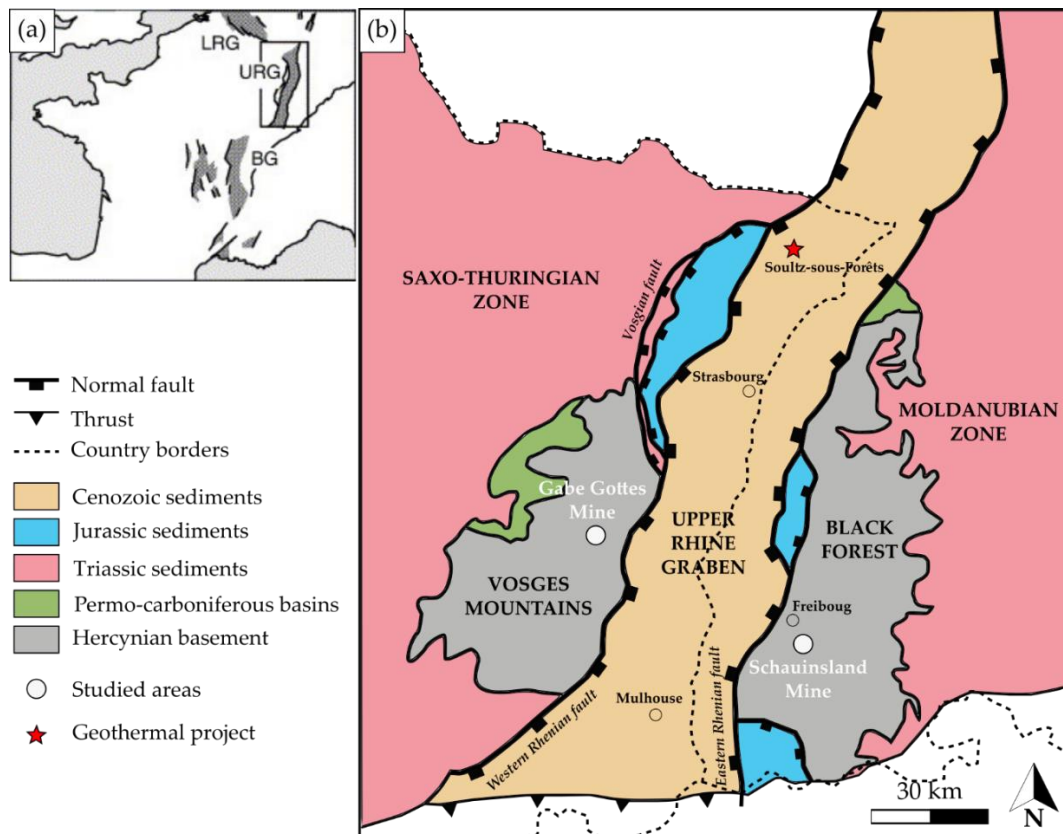 (a)
LRG
URG
BG
Normal fault
Thrust
Country borders
Cenozoic sediments
Jurassic sediments
Triassic sediments
Permo-carboniferous basins
Hercynian basement
Studied areas
Geothermal project
(b)
Soultz-sous-Forêts
SAXO-THURINGIAN
ZONE
Vosgian fault
Strasbourg
MOLDANUBIAN
ZONE
Gabe Gottes
Mine
UPPER
RHINE
GRABEN
BLACK
FOREST
VOSGES
MOUNTAINS
Freiboug
Schauinsland
Mine
Mulhouse
Western Rhenian fault
Eastern Rhenian fault
30 km
N